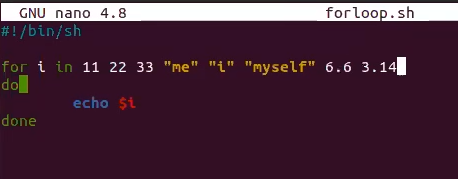 GNU nano 4.8 forloop.sh
#!/bin/sh
for i in 11 22 33 "me" "i" "myself" 6.6 3.14
do
echo $i
done